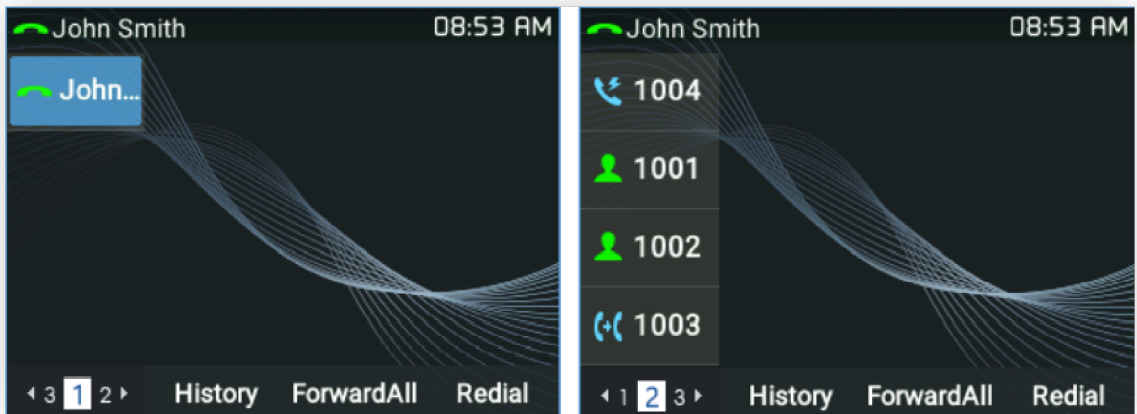 John Smith 08:53 AM
John...
3 1 2 History ForwardAll Redial
John Smith 08:53 AM
1004
1001
1002
1003
1 2 3 History ForwardAll Redial